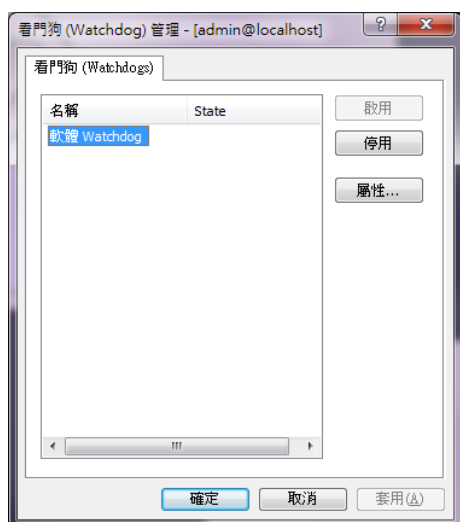 看門狗 (Watchdog) 管理 - [admin@localhost]
看門狗 (Watchdogs)
名稱 State
軟體 Watchdog
啟用
停用
屬性...
確定 取消 套用(A)